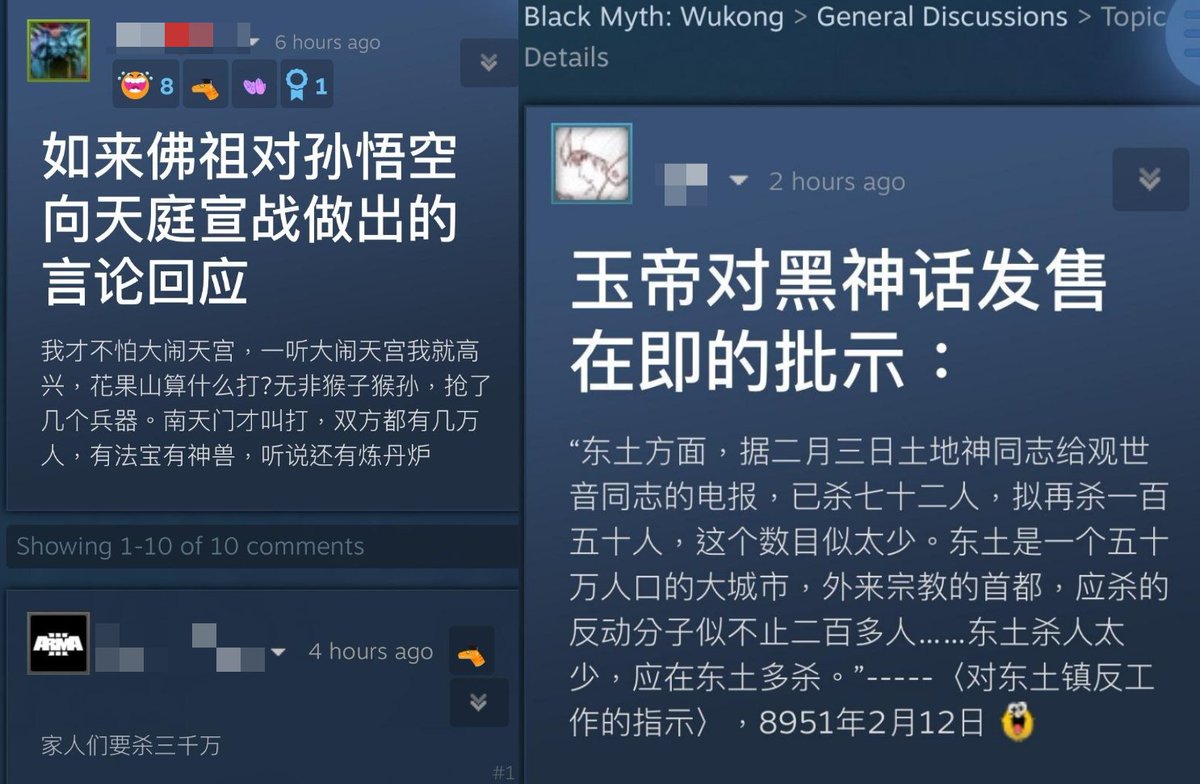 6 hours ago
8
1
如来佛祖对孙悟空
向天庭宣战做出的
言论回应
我才不怕大闹天宫，一听大闹天宫我就高
兴，花果山算什么打?无非猴子猴孙，抢了
几个兵器。南天门才叫打，双方都有几万
人，有法宝有神兽，听说还有炼丹炉
Showing 1-10 of 10 comments
ARMA III
4 hours ago
家人们要杀三千万
#1
Black Myth: Wukong > General Discussions > Topic
Details
2 hours ago
玉帝对黑神话发售
在即的批示：
“东土方面，据二月三日土地神同志给观世
音同志的电报，已杀七十二人，拟再杀一百
五十人，这个数目似太少。东土是一个五十
万人口的大城市，外来宗教的首都，应杀的
反动分子似不止二百多人……东土杀人太
少，应在东土多杀。”-----〈对东土镇反工
作的指示〉，8951年2月12日